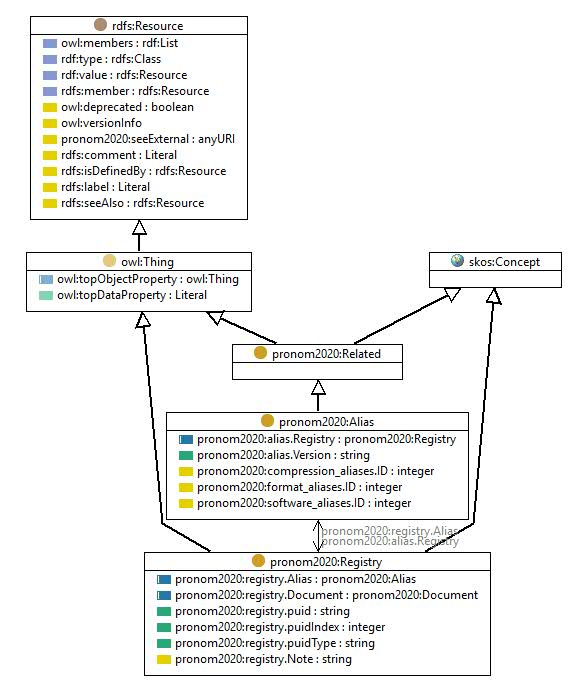 rdfs:Resource
owl:members : rdf:List
rdf:type : rdfs:Class
rdf:value : rdfs:Resource
rdfs:member : rdfs:Resource
owl:deprecated : boolean
owl:versionInfo
pronom2020:seeExternal : anyURI
rdfs:comment : Literal
rdfs:isDefinedBy : rdfs:Resource
rdfs:label : Literal
rdfs:seeAlso : rdfs:Resource
owl:Thing
owl:topObjectProperty : owl:Thing
owl:topDataProperty : Literal
skos:Concept
pronom2020:Related
pronom2020:Alias
pronom2020:alias.Registry : pronom2020:Registry
pronom2020:alias.Version : string
pronom2020:compression_aliases.ID : integer
pronom2020:format_aliases.ID : integer
pronom2020:software_aliases.ID : integer
pronom2020:registry.Alias
pronom2020:alias.Registry
pronom2020:Registry
pronom2020:registry.Alias : pronom2020:Alias
pronom2020:registry.Document : pronom2020:Document
pronom2020:registry.puid : string
pronom2020:registry.puidIndex : integer
pronom2020:registry.puidType : string
pronom2020:registry.Note : string